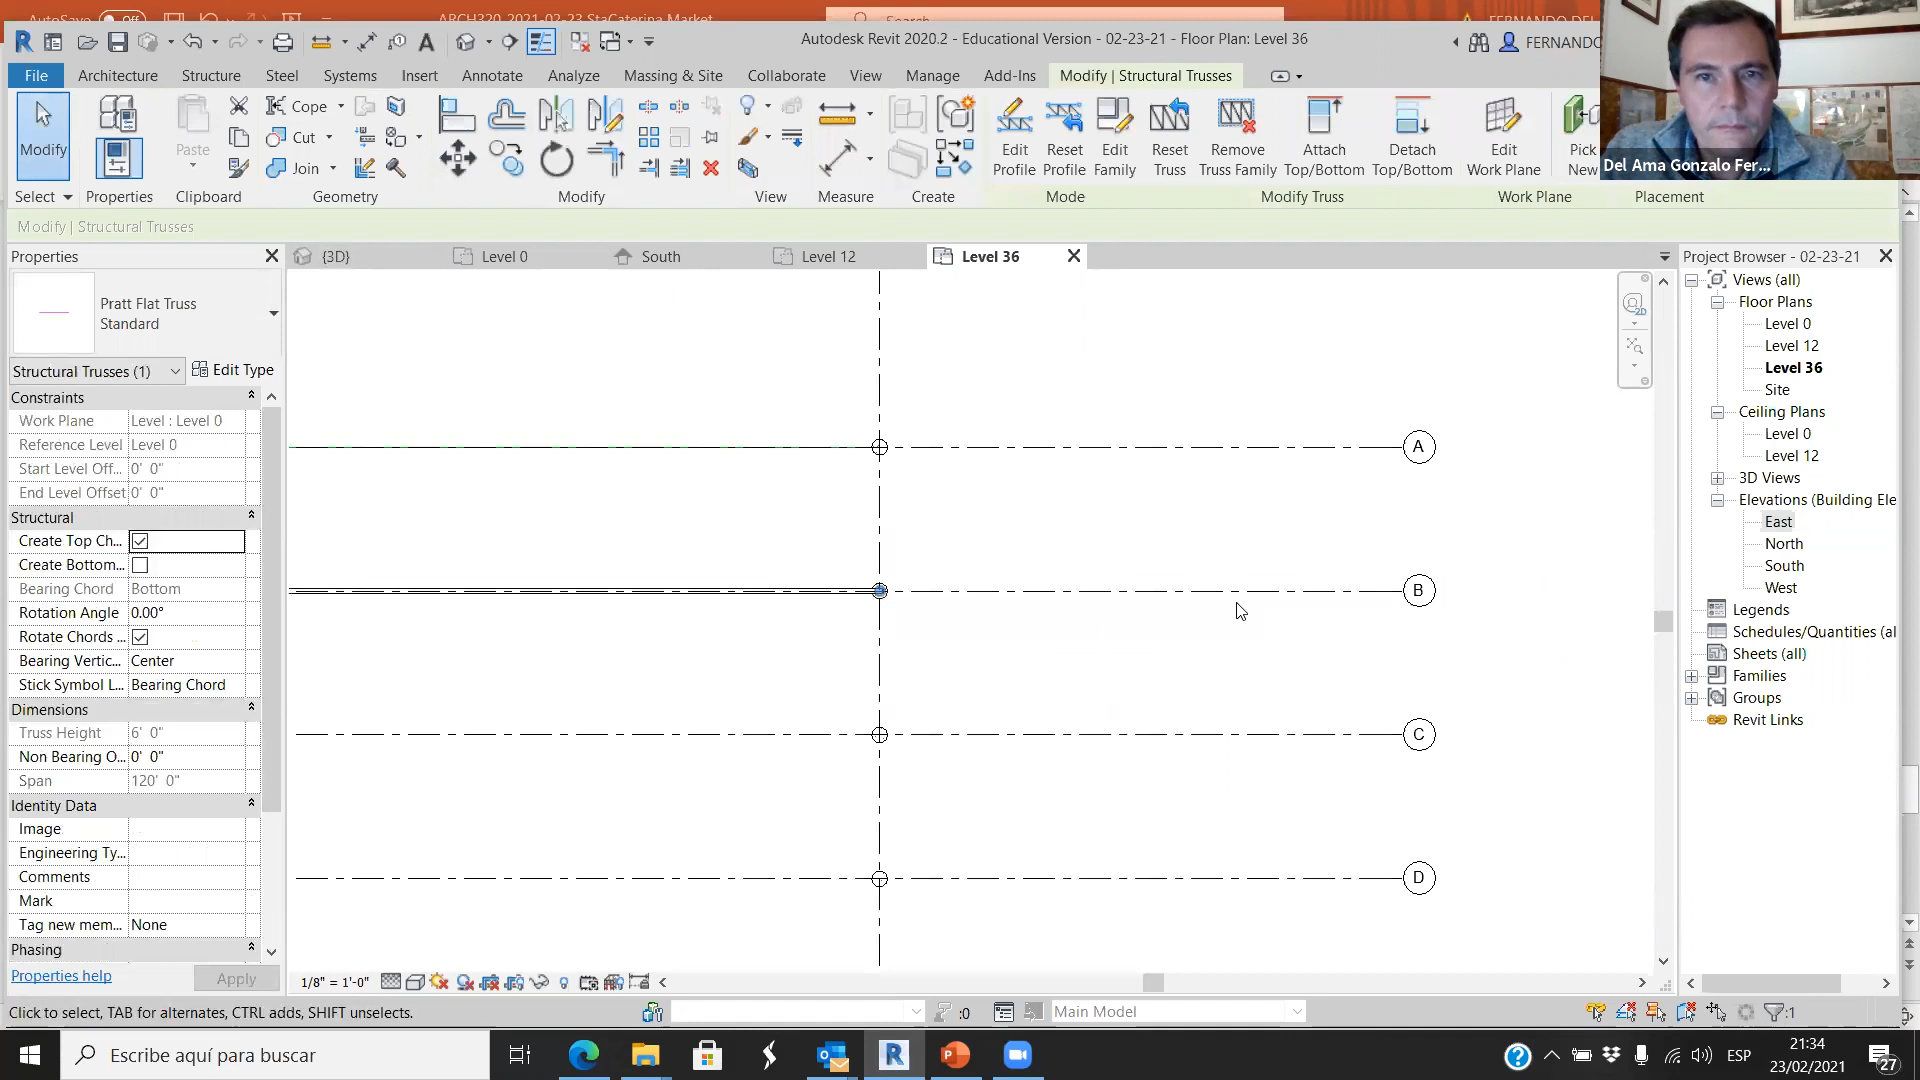 AutoSave Off ARCH320_2021-02-23 StaCaterina Market Search FERNANDO DEL
Autodesk Revit 2020.2 - Educational Version - 02-23-21 - Floor Plan: Level 36 FERNANDO
File Architecture Structure Steel Systems Insert Annotate Analyze Massing & Site Collaborate View Manage Add-Ins Modify | Structural Trusses
Modify Paste Cope Cut Join
Edit Profile Reset Profile Edit Family Reset Truss Remove Truss Family Attach Top/Bottom Detach Top/Bottom Edit Work Plane Pick New
Del Ama Gonzalo Fer...
Select Properties Clipboard Geometry Modify View Measure Create Mode Modify Truss Work Plane Placement
Modify | Structural Trusses
Properties {3D} Level 0 South Level 12 Level 36 Project Browser - 02-23-21
Pratt Flat Truss
Standard
Structural Trusses (1) Edit Type
Constraints
Work Plane Level : Level 0
Reference Level Level 0
Start Level Off... 0' 0"
End Level Offset 0' 0"
Structural
Create Top Ch...
Create Bottom...
Bearing Chord Bottom
Rotation Angle 0.00°
Rotate Chords ...
Bearing Vertic... Center
Stick Symbol L... Bearing Chord
Dimensions
Truss Height 6' 0"
Non Bearing O... 0' 0"
Span 120' 0"
Identity Data
Image
Engineering Ty...
Comments
Mark
Tag new mem... None
Phasing
Properties help Apply
A
B
C
D
Views (all)
Floor Plans
Level 0
Level 12
Level 36
Site
Ceiling Plans
Level 0
Level 12
3D Views
Elevations (Building Ele
East
North
South
West
Legends
Schedules/Quantities (al
Sheets (all)
Families
Groups
Revit Links
1/8" = 1'-0"
Click to select, TAB for alternates, CTRL adds, SHIFT unselects. :0 Main Model :1
Escribe aquí para buscar ESP 21:34
23/02/2021 27